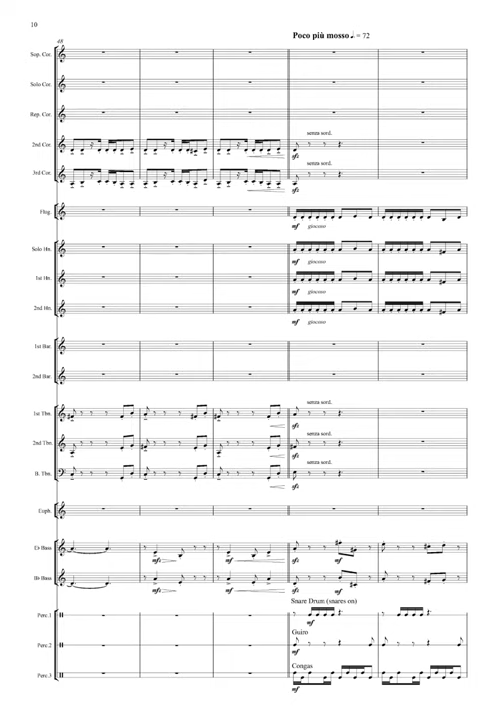 10
Poco più mosso ♩. = 72
48
Sop. Cor.
Solo Cor.
Rep. Cor.
2nd Cor.
senza sord.
sfz
3rd Cor.
senza sord.
sfz
Flug.
mf giocoso
Solo Hn.
mf giocoso
1st Hn.
mf giocoso
2nd Hn.
mf giocoso
1st Bar.
2nd Bar.
1st Tbn.
senza sord.
sfz
2nd Tbn.
senza sord.
sfz
B. Tbn.
senza sord.
sfz
Euph.
E♭ Bass
mf mf sfz mf
B♭ Bass
mf mf sfz mf
Snare Drum (snares on)
Perc.1
mf
Guiro
Perc.2
mf
Congas
Perc.3
mf